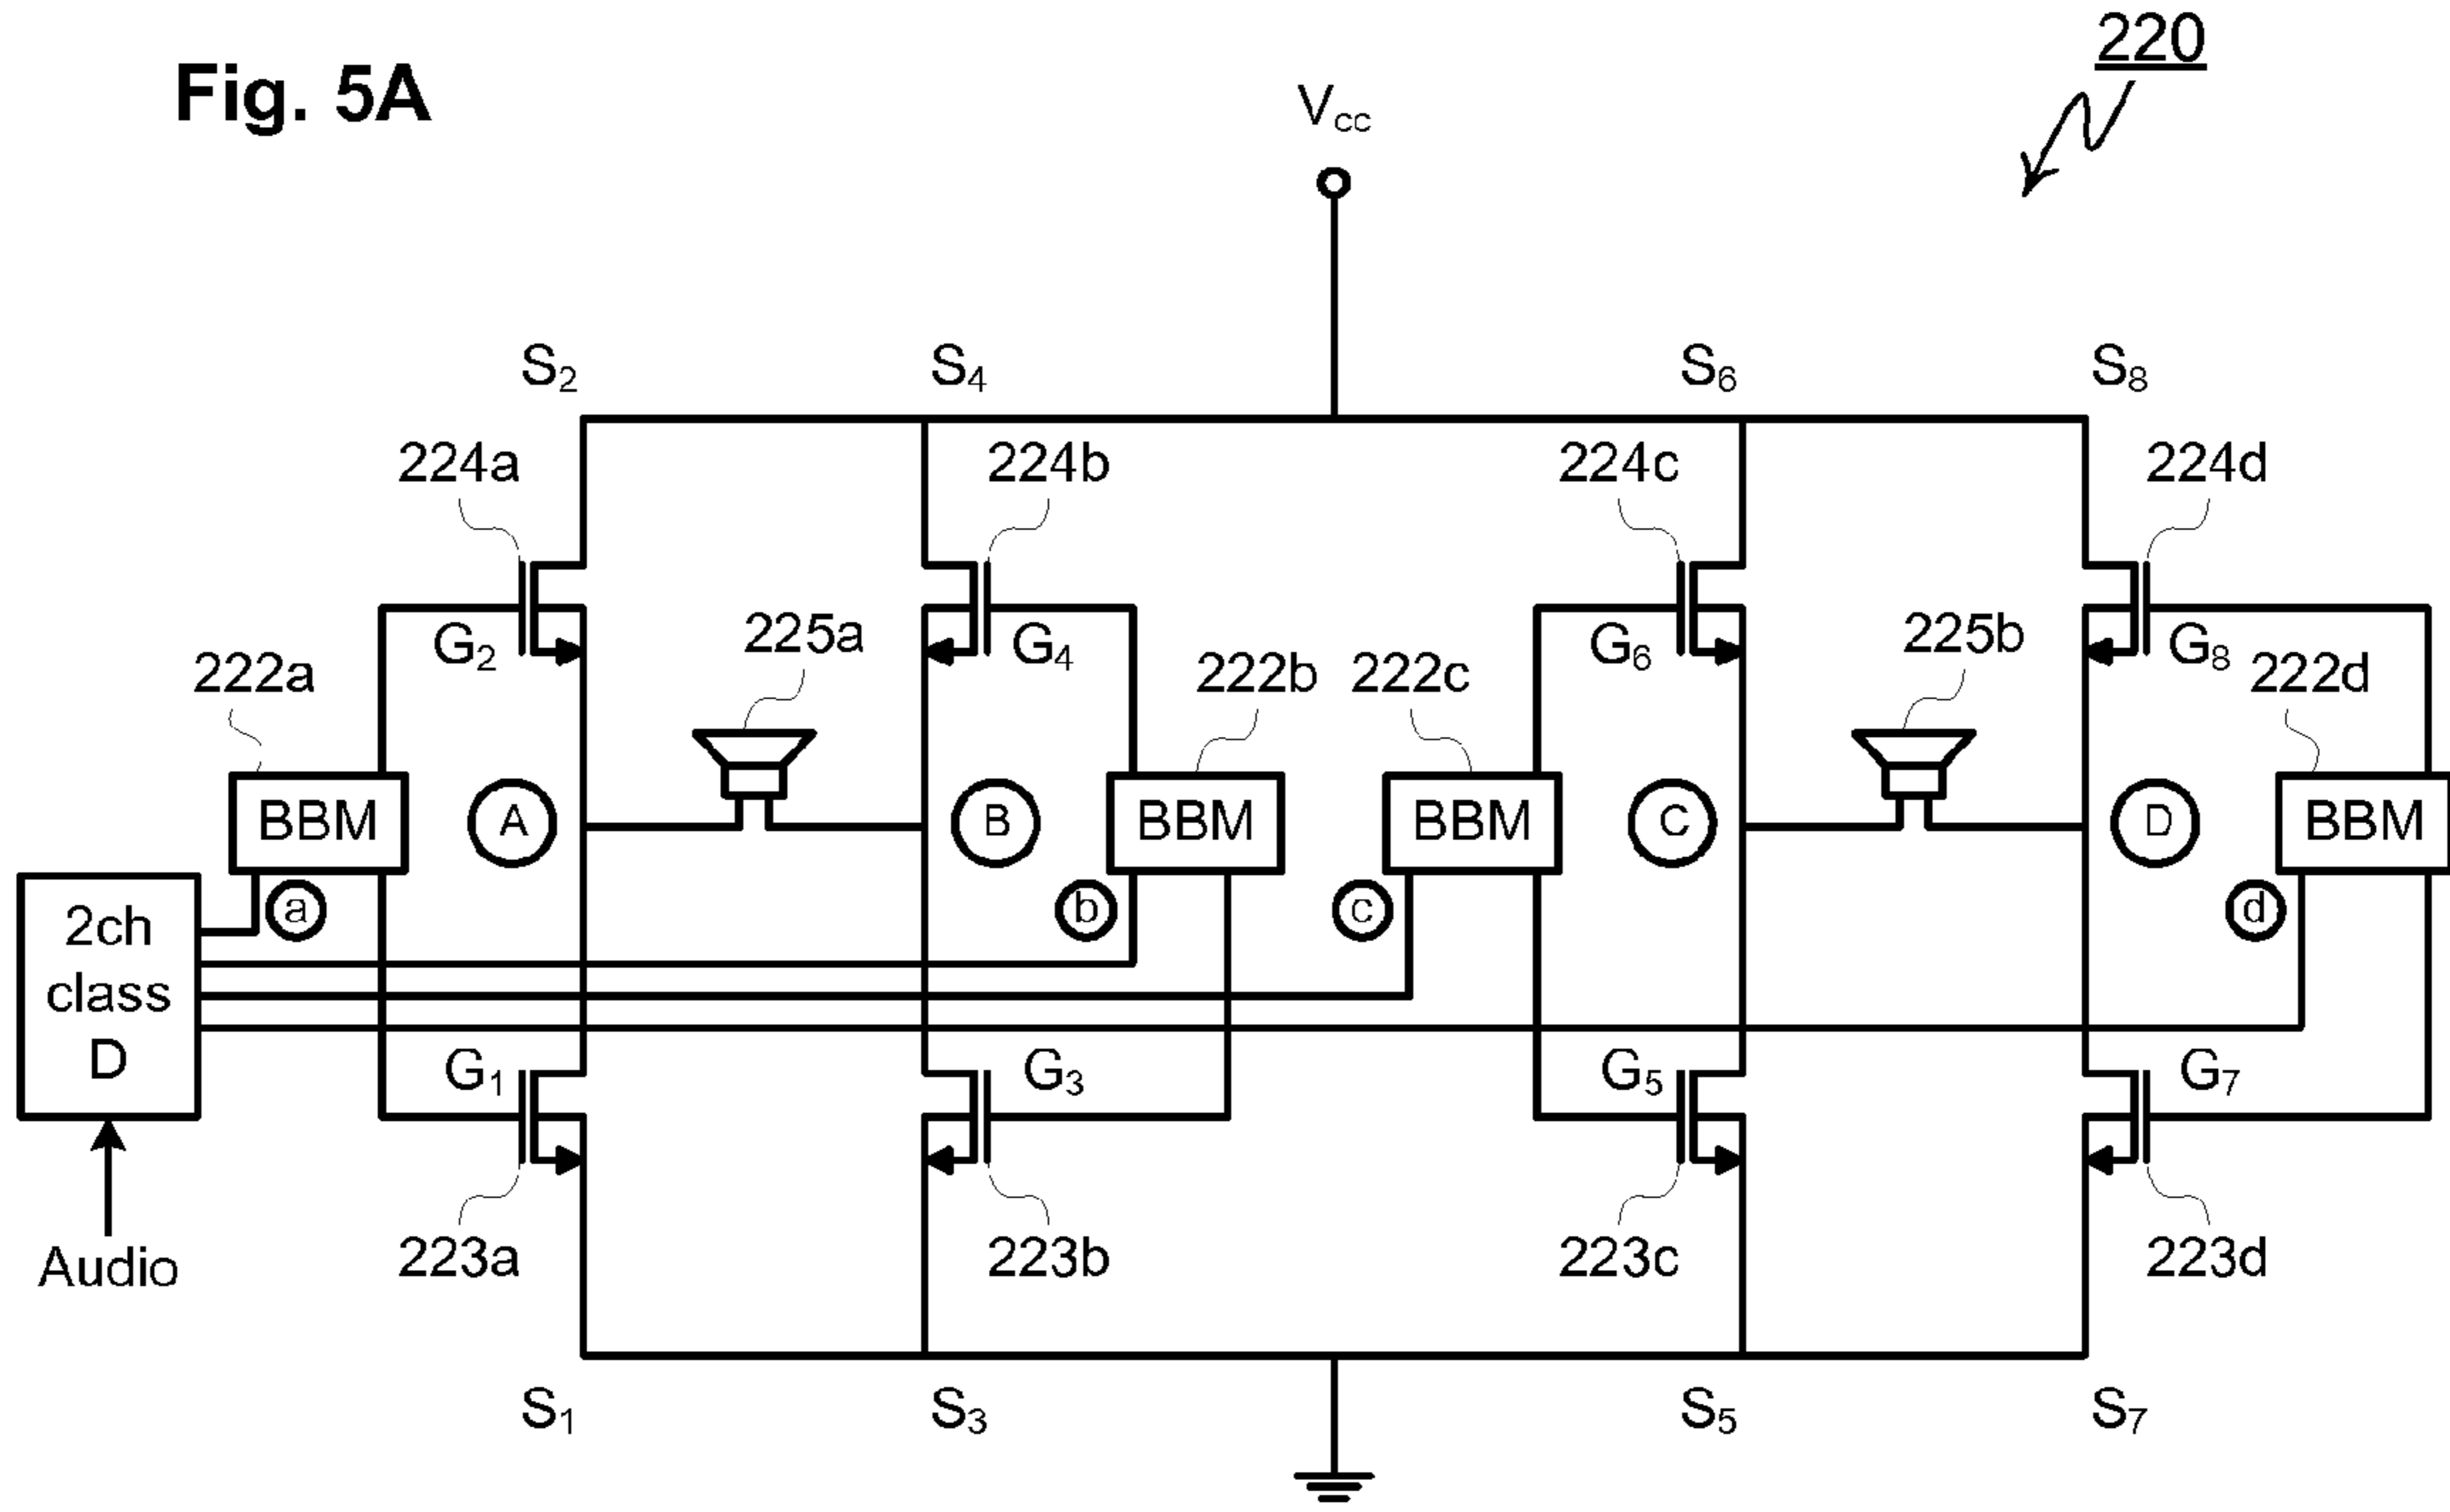 Fig. 5A
220
Vcc
S2 S4 S6 S8
224a 224b 224c 224d
G2 G4 G6 G8
225a 225b
222a 222b 222c 222d
BBM A B BBM BBM C D BBM
a b c d
2ch
class
D
G1 G3 G5 G7
Audio
223a 223b 223c 223d
S1 S3 S5 S7